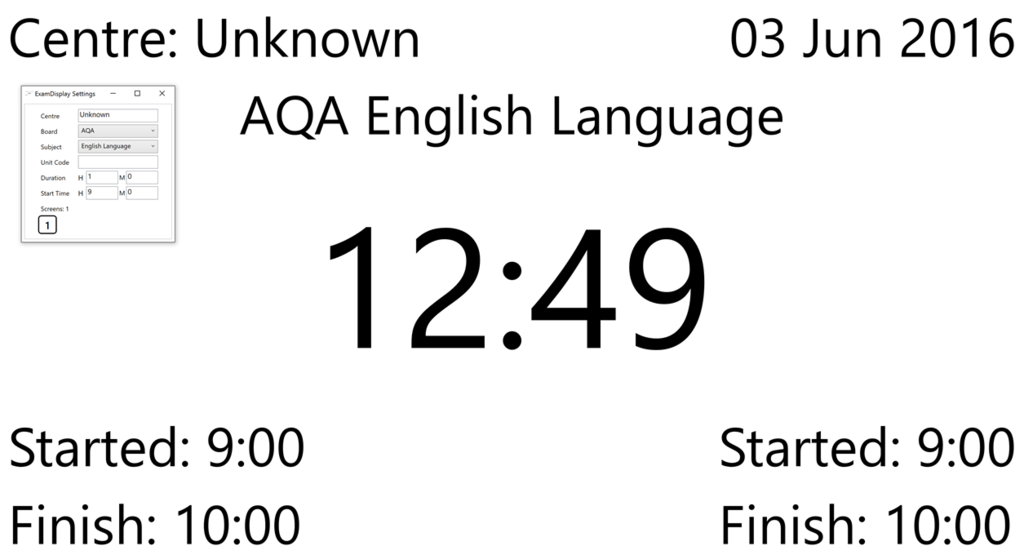 Centre: Unknown
03 Jun 2016
ExamDisplay Settings
Centre Unknown
Board AQA
Subject English Language
Unit Code
Duration H 1 M 0
Start Time H 9 M 0
Screens: 1
1
AQA English Language
12:49
Started: 9:00
Finish: 10:00
Started: 9:00
Finish: 10:00